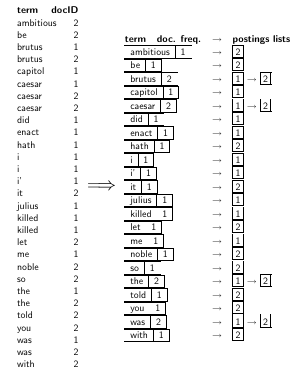 term docID
ambitious 2
be 2
brutus 1
brutus 2
capitol 1
caesar 1
caesar 2
caesar 2
did 1
enact 1
hath 1
i 1
i 1
i' 1
it 2
julius 1
killed 1
killed 1
let 2
me 1
noble 2
so 2
the 1
the 2
told 2
you 2
was 1
was 2
with 2
⟹
term doc. freq. → postings lists
ambitious 1 → 2
be 1 → 2
brutus 2 → 1 → 2
capitol 1 → 1
caesar 2 → 1 → 2
did 1 → 1
enact 1 → 1
hath 1 → 2
i 1 → 1
i' 1 → 1
it 1 → 2
julius 1 → 1
killed 1 → 1
let 1 → 2
me 1 → 1
noble 1 → 2
so 1 → 2
the 2 → 1 → 2
told 1 → 2
you 1 → 2
was 2 → 1 → 2
with 1 → 2